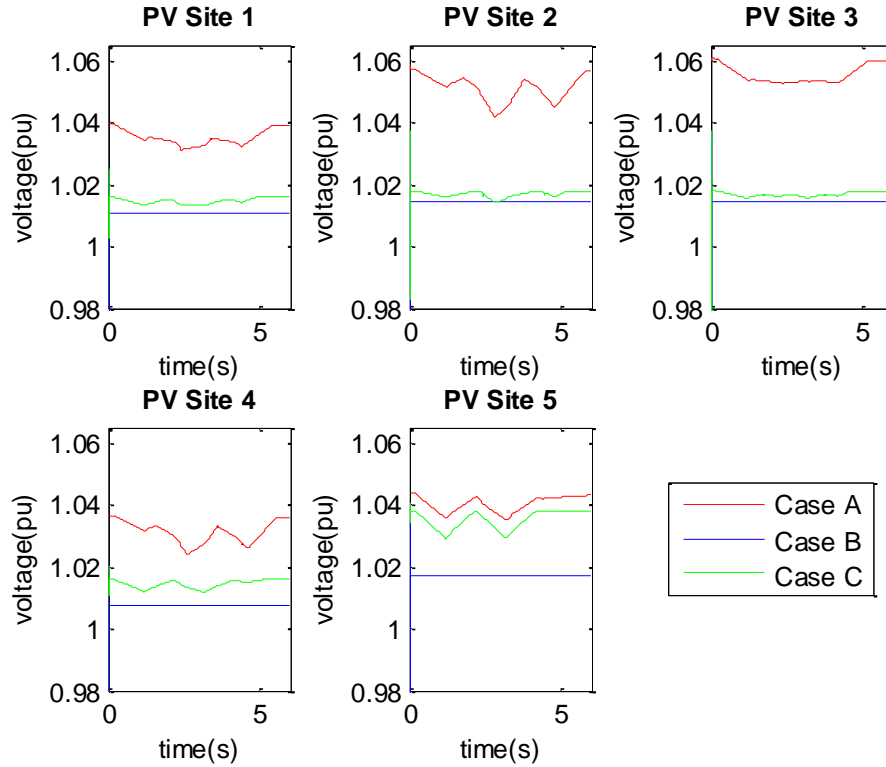 PV Site 1
PV Site 2
PV Site 3
1.06
1.04
1.02
1
0.98
voltage(pu)
0
5
time(s)
1.06
1.04
1.02
1
0.98
voltage(pu)
0
5
time(s)
1.06
1.04
1.02
1
0.98
voltage(pu)
0
5
time(s)
PV Site 4
PV Site 5
1.06
1.04
1.02
1
0.98
voltage(pu)
0
5
time(s)
1.06
1.04
1.02
1
0.98
voltage(pu)
0
5
time(s)
Case A
Case B
Case C